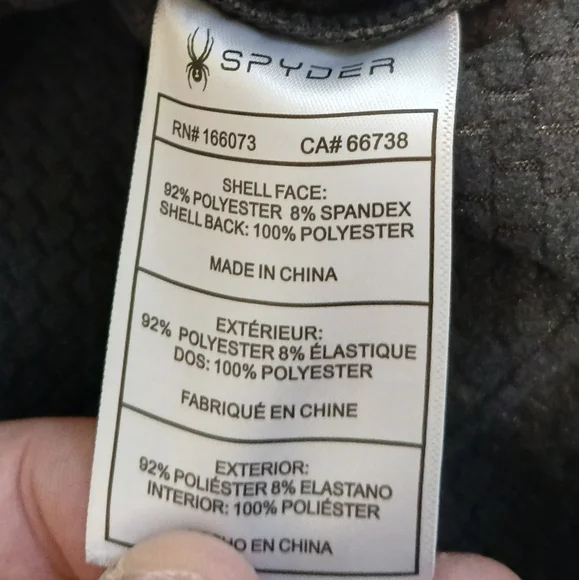 SPYDER
RN# 166073 CA# 66738
SHELL FACE:
92% POLYESTER 8% SPANDEX
SHELL BACK: 100% POLYESTER
MADE IN CHINA
EXTÉRIEUR:
92% POLYESTER 8% ÉLASTIQUE
DOS: 100% POLYESTER
FABRIQUÉ EN CHINE
EXTERIOR:
92% POLIÉSTER 8% ELASTANO
INTERIOR: 100% POLIÉSTER
EN CHINA